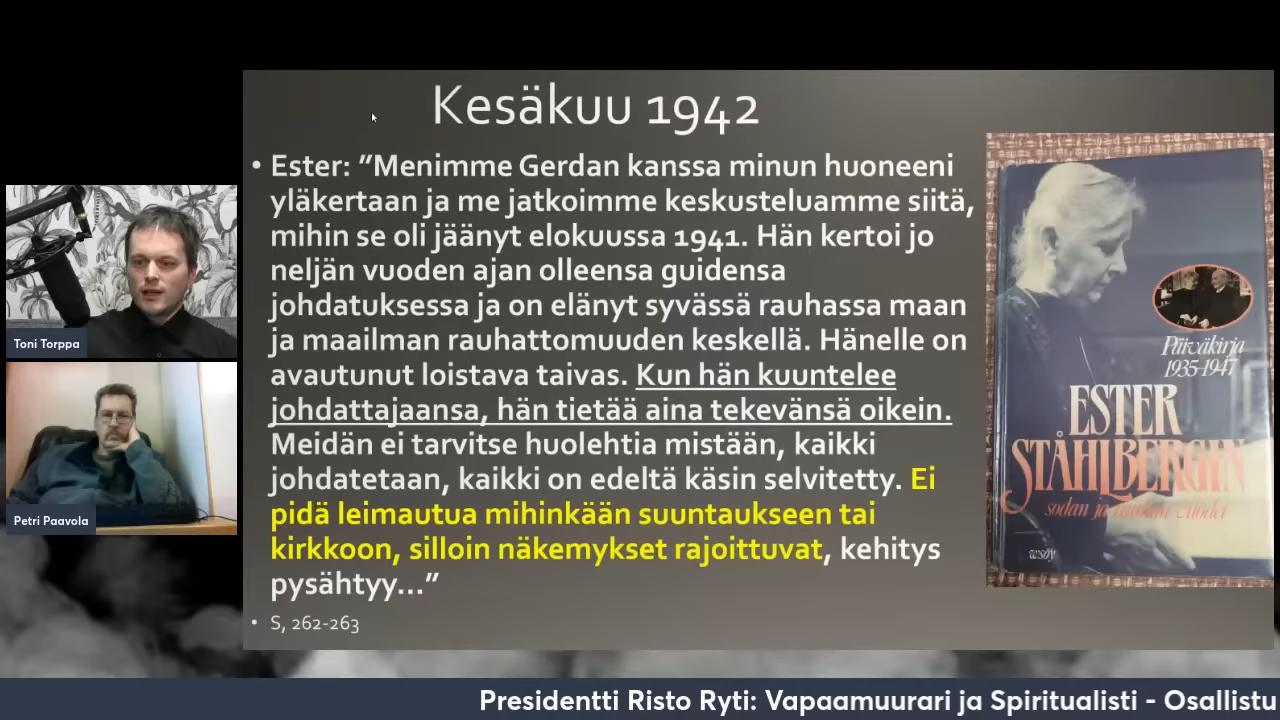 Kesäkuu 1942
• Ester: ”Menimme Gerdan kanssa minun huoneeni
yläkertaan ja me jatkoimme keskusteluamme siitä,
mihin se oli jäänyt elokuussa 1941. Hän kertoi jo
neljän vuoden ajan olleensa guidensa
johdatuksessa ja on elänyt syvässä rauhassa maan
ja maailman rauhattomuuden keskellä. Hänelle on
avautunut loistava taivas. Kun hän kuuntelee
johdattajaansa, hän tietää aina tekevänsä oikein.
Meidän ei tarvitse huolehtia mistään, kaikki
johdatetaan, kaikki on edeltä käsin selvitetty. Ei
pidä leimautua mihinkään suuntaukseen tai
kirkkoon, silloin näkemykset rajoittuvat, kehitys
pysähtyy...”
• S, 262-263
Päiväkirja
1935-1947
ESTER
STÅHLBERGIN
sodan ja
wsoy
Toni Torppa
Petri Paavola
Presidentti Risto Ryti: Vapaamuurari ja Spiritualisti - Osallistu